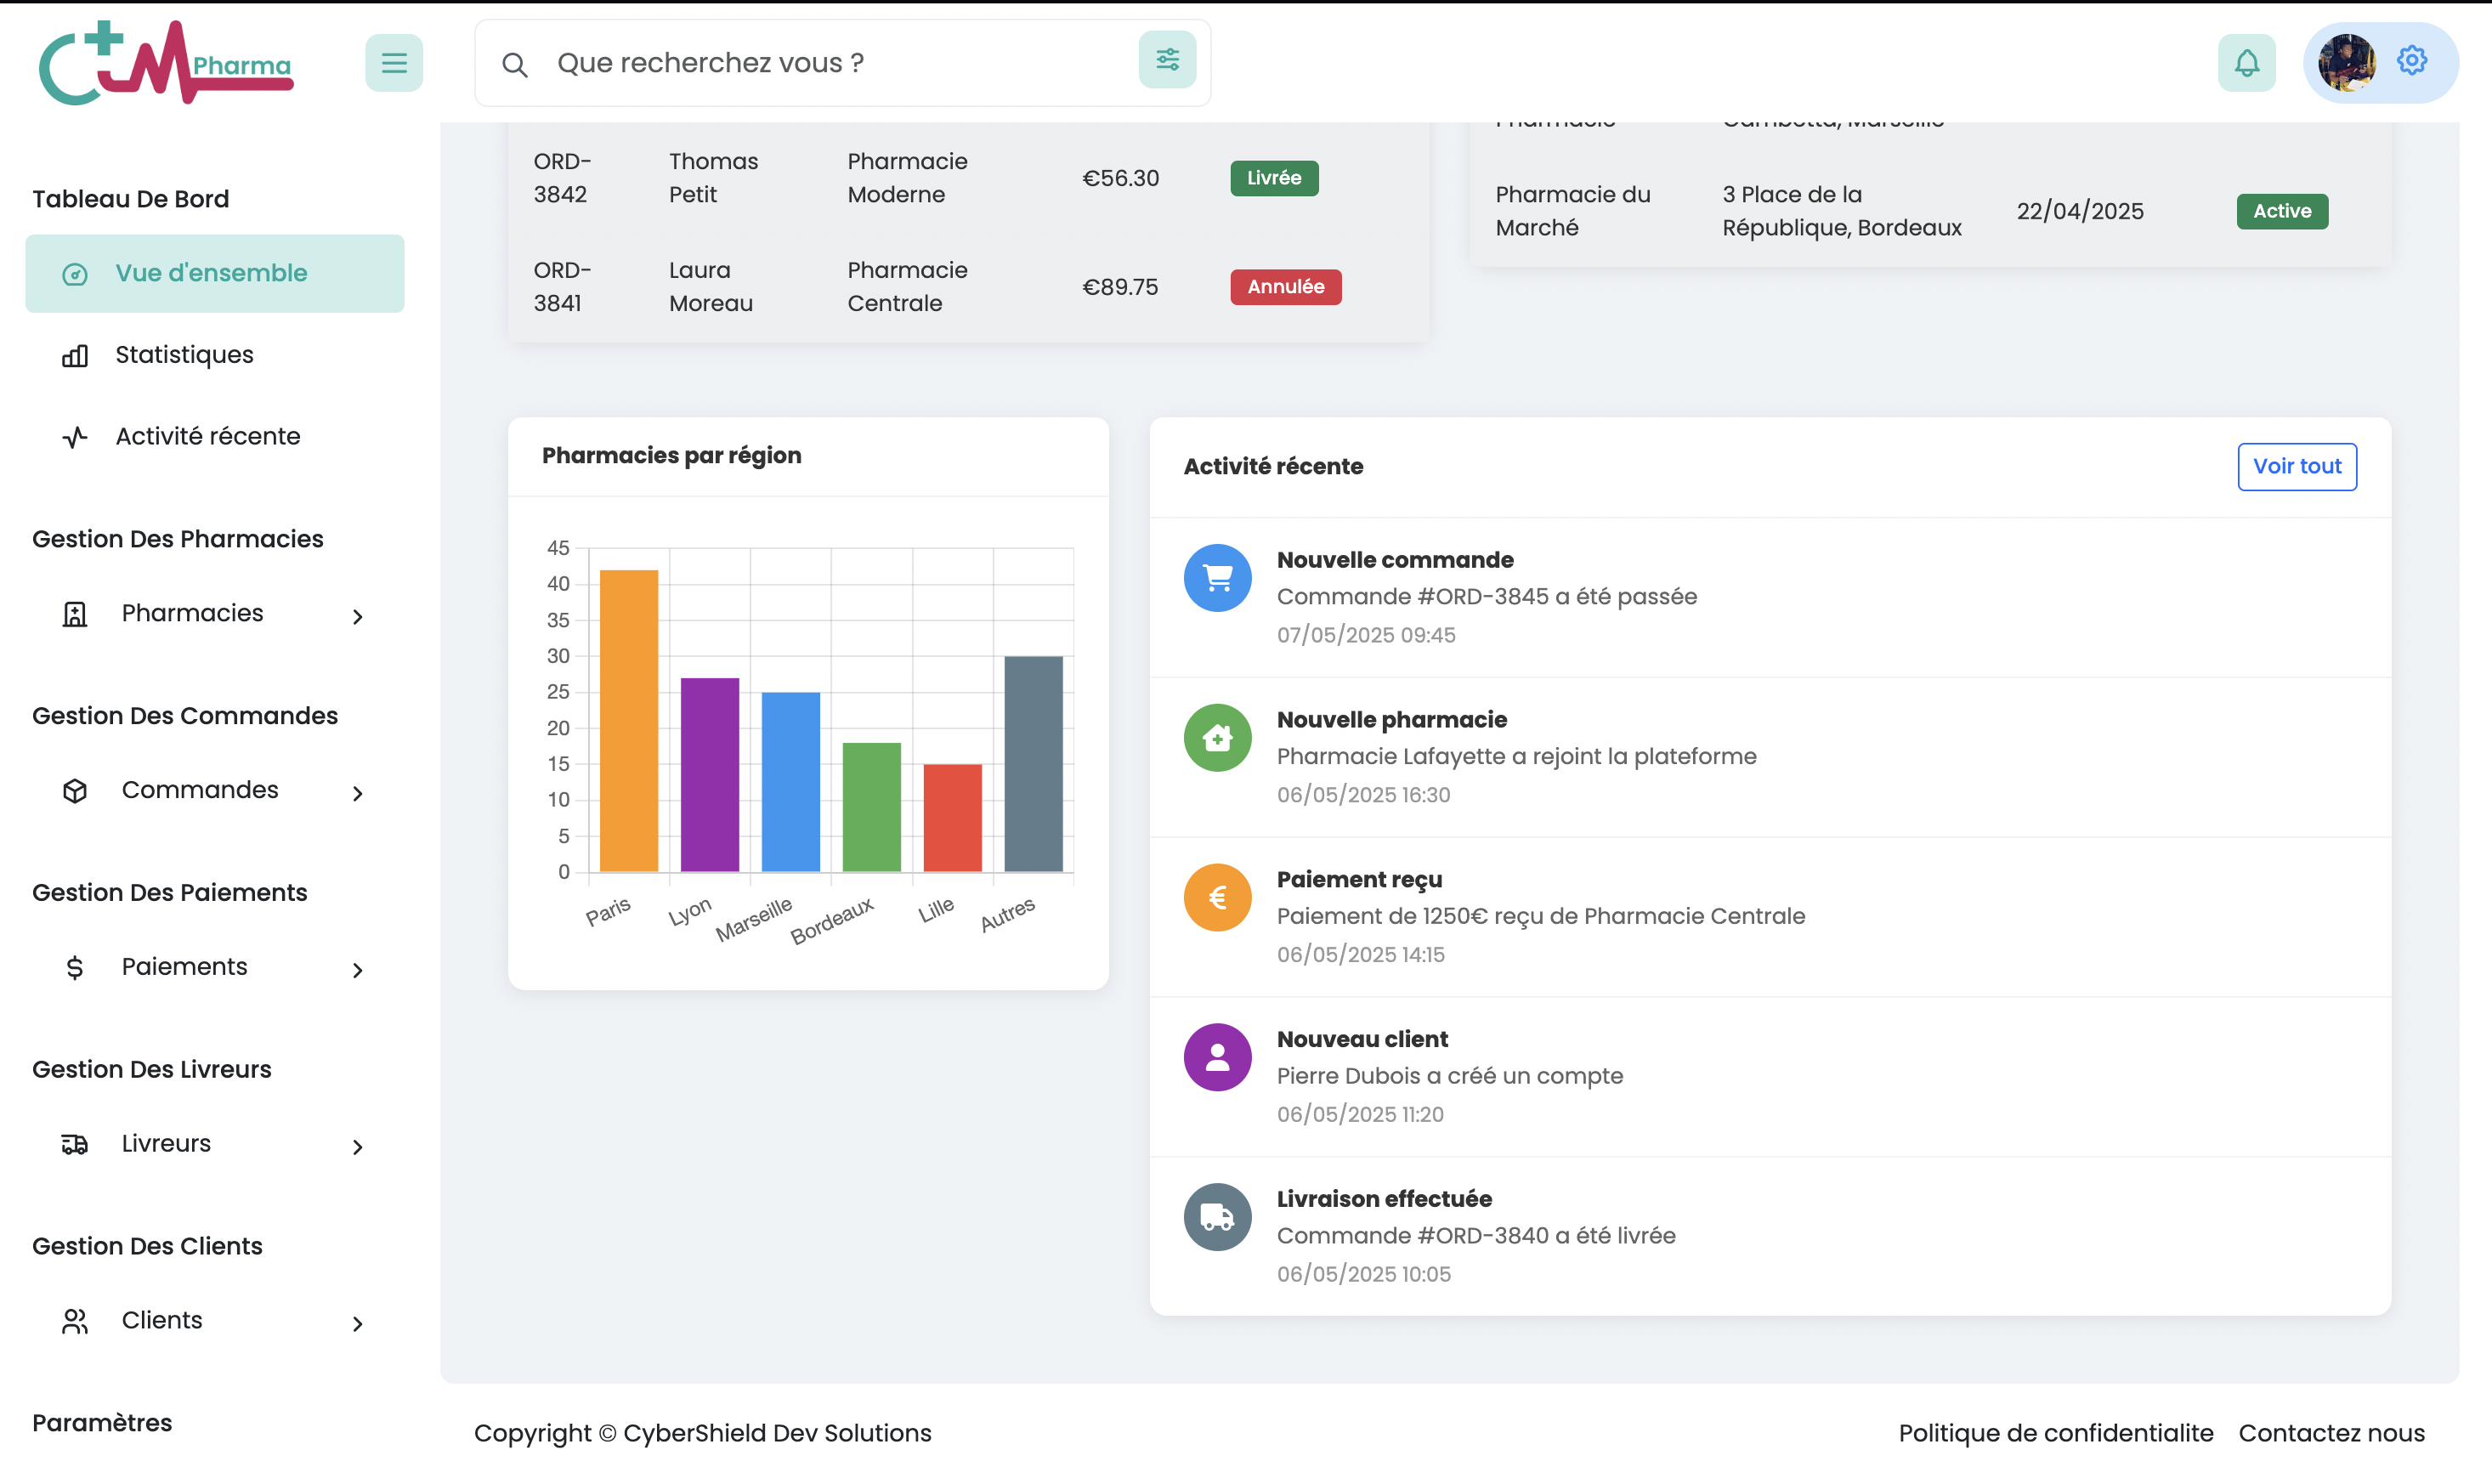 Pharma
Que recherchez vous ?
Tableau De Bord
Vue d'ensemble
Statistiques
Activité récente
Gestion Des Pharmacies
Pharmacies
Gestion Des Commandes
Commandes
Gestion Des Paiements
Paiements
Gestion Des Livreurs
Livreurs
Gestion Des Clients
Clients
Paramètres
ORD-
3842
Thomas
Petit
Pharmacie
Moderne
€56.30
Livrée
ORD-
3841
Laura
Moreau
Pharmacie
Centrale
€89.75
Annulée
Pharmacie
Gambetta, Marseille
Pharmacie du
Marché
3 Place de la
République, Bordeaux
22/04/2025
Active
Pharmacies par région
45
40
35
30
25
20
15
10
5
0
Paris
Lyon
Marseille
Bordeaux
Lille
Autres
Activité récente
Voir tout
Nouvelle commande
Commande #ORD-3845 a été passée
07/05/2025 09:45
Nouvelle pharmacie
Pharmacie Lafayette a rejoint la plateforme
06/05/2025 16:30
€
Paiement reçu
Paiement de 1250€ reçu de Pharmacie Centrale
06/05/2025 14:15
Nouveau client
Pierre Dubois a créé un compte
06/05/2025 11:20
Livraison effectuée
Commande #ORD-3840 a été livrée
06/05/2025 10:05
Copyright © CyberShield Dev Solutions
Politique de confidentialite
Contactez nous